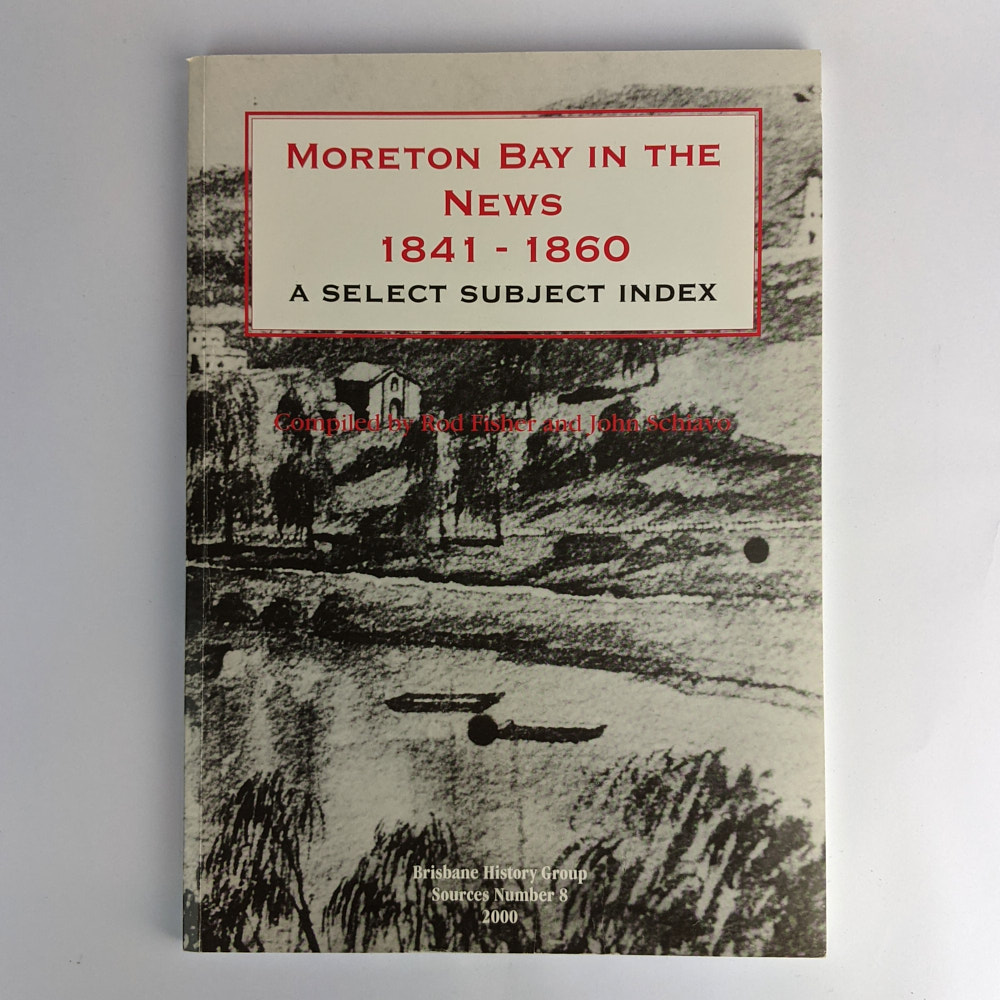 MORETON BAY IN THE
NEWS
1841 - 1860
A SELECT SUBJECT INDEX
Compiled by Rod Fisher and John Schiavo
Brisbane History Group
Sources Number 8
2000